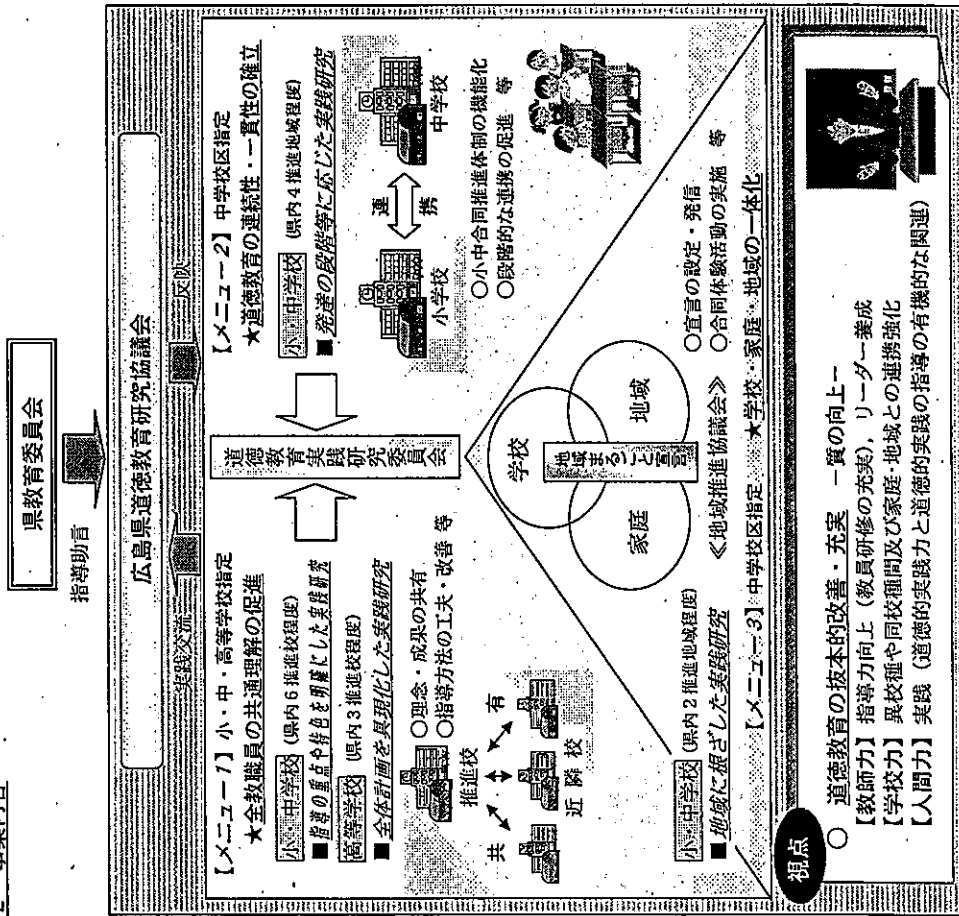 2 事業内容
県教育委員会
指導助言
広島県道徳教育研究協議会
実践交流
支援
【メニュー1】小・中・高等学校指定
★全教職員の共通理解の促進
小・中学校 (県内6推進校程度)
■指導の重点や特色を明確にした実践研究
高等学校 (県内3推進校程度)
■全体計画を具現化した実践研究
○理念・成果の共有
○指導方法の工夫・改善 等
推進校
共 有
近隣校
道徳教育実践研究委員会
【メニュー2】中学校区指定
★道徳教育の連続性・一貫性の確立
小・中学校 (県内4推進地域程度)
■発達の段階等に応じた実践研究
小学校
連携
中学校
○小中合同推進体制の機能化
○段階的な連携の促進 等
学校
家庭
地域
地域まるごと宣言
≪地域推進協議会≫
○宣言の設定・発信
○合同体験活動の実施 等
小・中学校 (県内2推進地域程度)
■地域に根ざした実践研究
【メニュー3】中学校区指定 ★学校・家庭・地域の一体化
視点
○ 道徳教育の抜本的改善・充実 ー質の向上ー
【教師力】指導力向上（教員研修の充実），リーダー養成
【学校力】異校種や同校種間及び家庭・地域との連携強化
【人間力】実践（道徳的実践力と道徳的実践の指導の有機的な関連）